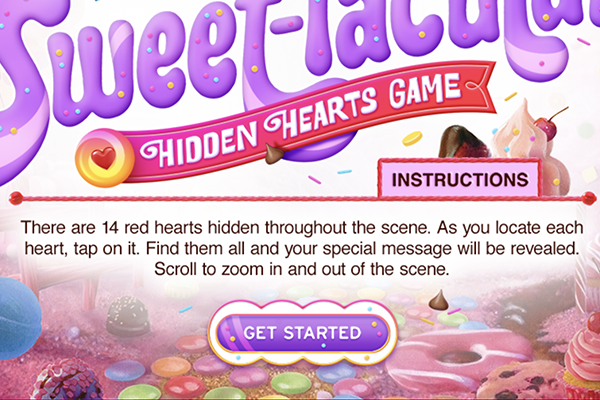 Sweet-tacular
HIDDEN HEARTS GAME
INSTRUCTIONS
There are 14 red hearts hidden throughout the scene. As you locate each
heart, tap on it. Find them all and your special message will be revealed.
Scroll to zoom in and out of the scene.
GET STARTED